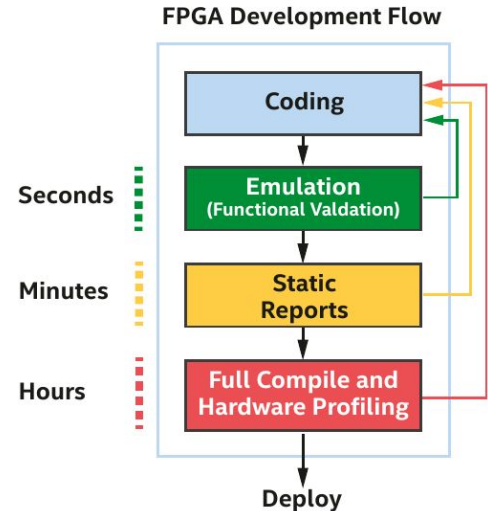 FPGA Development Flow
Coding
Seconds
Emulation
(Functional Valdation)
Minutes
Static
Reports
Hours
Full Compile and
Hardware Profiling
Deploy